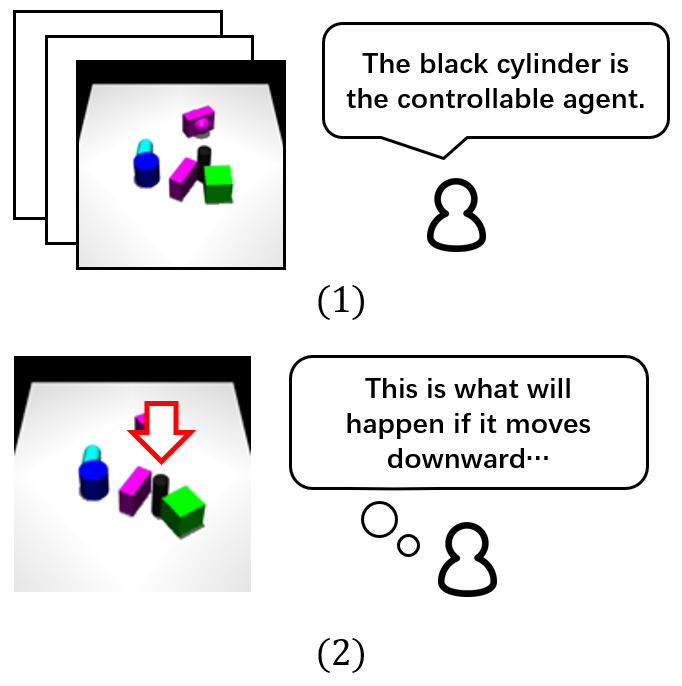 The black cylinder is
the controllable agent.
(1)
This is what will
happen if it moves
downward⋯
(2)